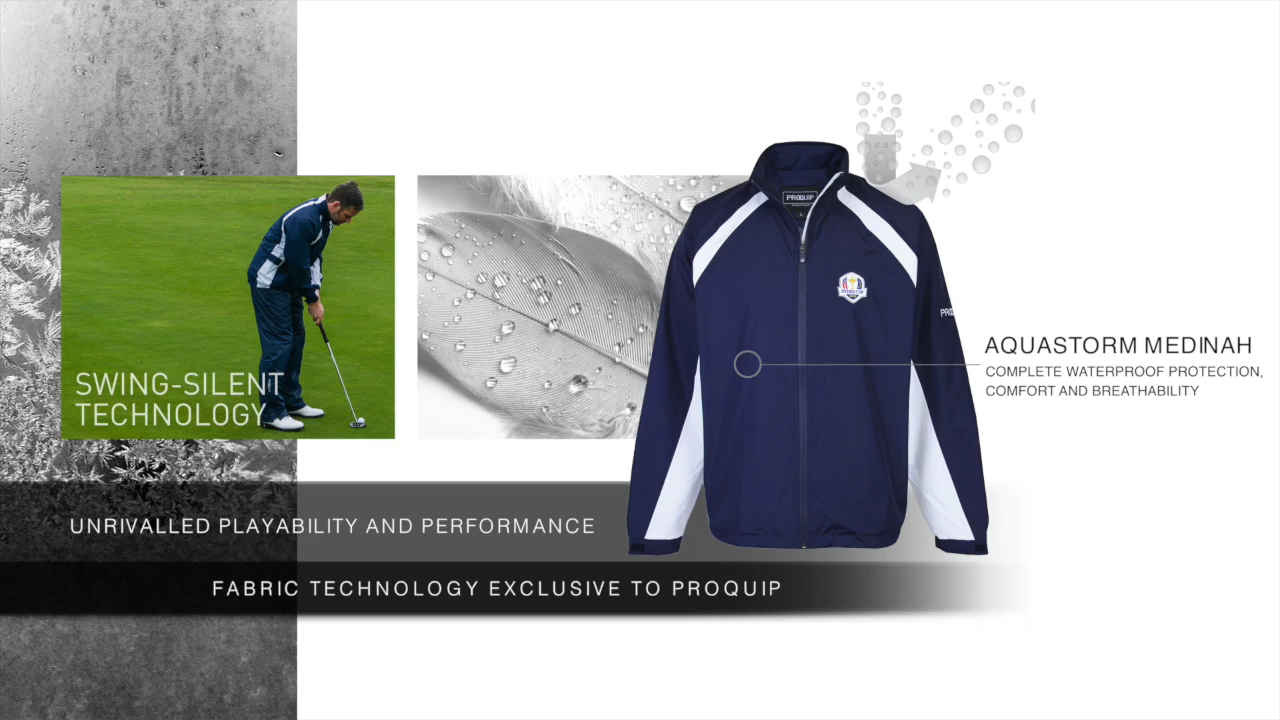 PROQUIP
L
AQUASTORM MEDINAH
COMPLETE WATERPROOF PROTECTION,
COMFORT AND BREATHABILITY
SWING-SILENT
TECHNOLOGY
UNRIVALLED PLAYABILITY AND PERFORMANCE
FABRIC TECHNOLOGY EXCLUSIVE TO PROQUIP